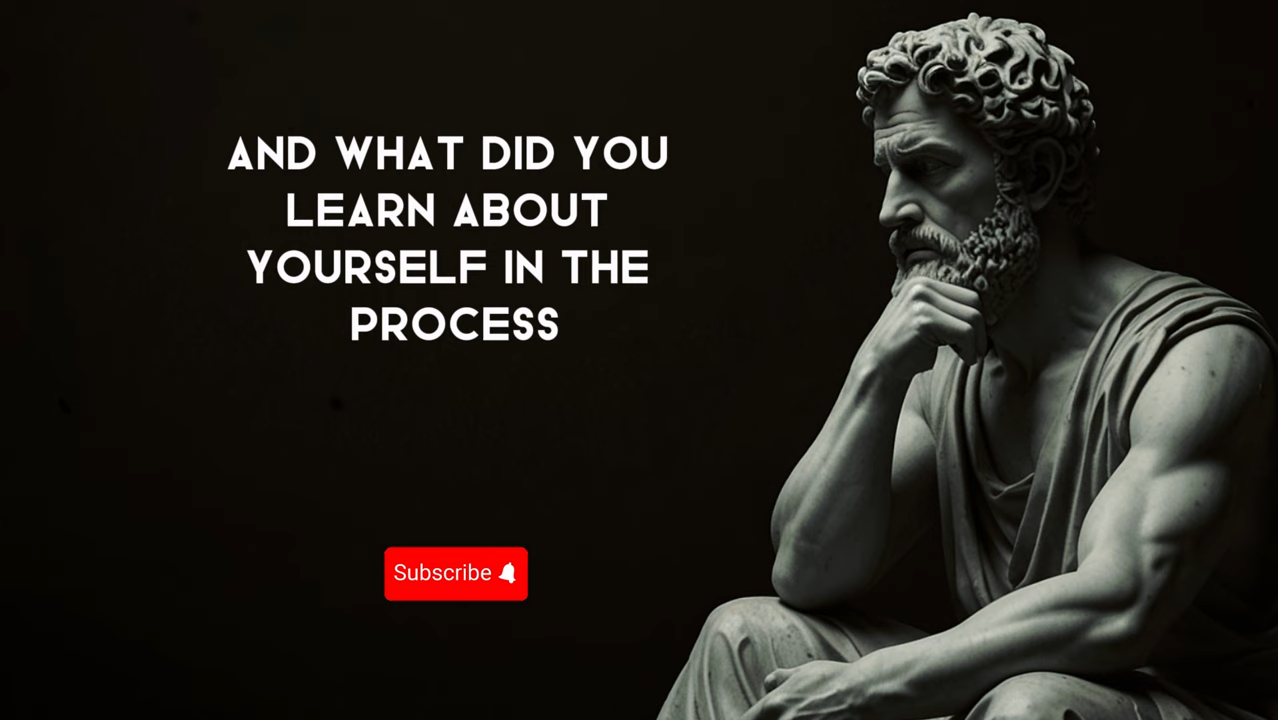 AND WHAT DID YOU
LEARN ABOUT
YOURSELF IN THE
PROCESS
Subscribe